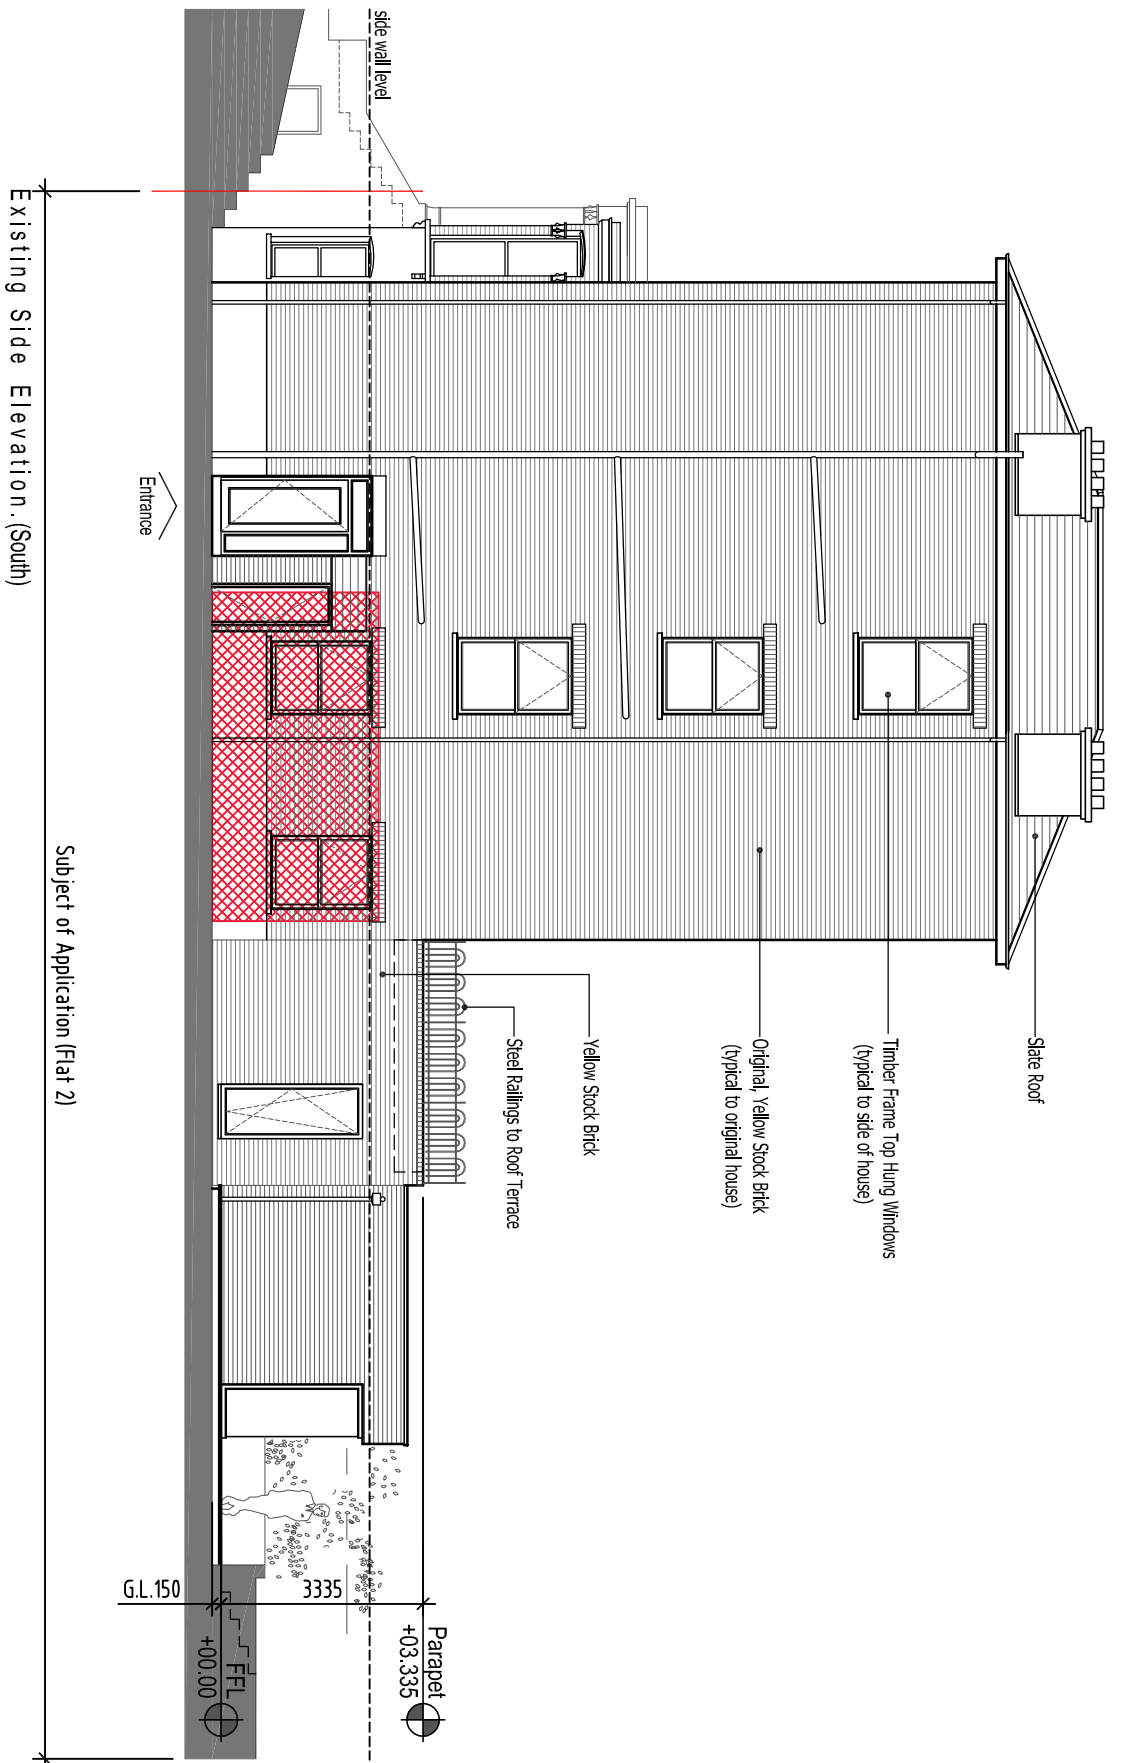 Slate Roof
Timber Frame Top Hung Windows
(typical to side of house)
Original, Yellow Stock Brick
(typical to original house)
Yellow Stock Brick
Steel Railings to Roof Terrace
side wall level
Parapet
+03.335
3335
FFL
+00.00
G.L.150
Entrance
Subject of Application (Flat 2)
Existing Side Elevation. (South)